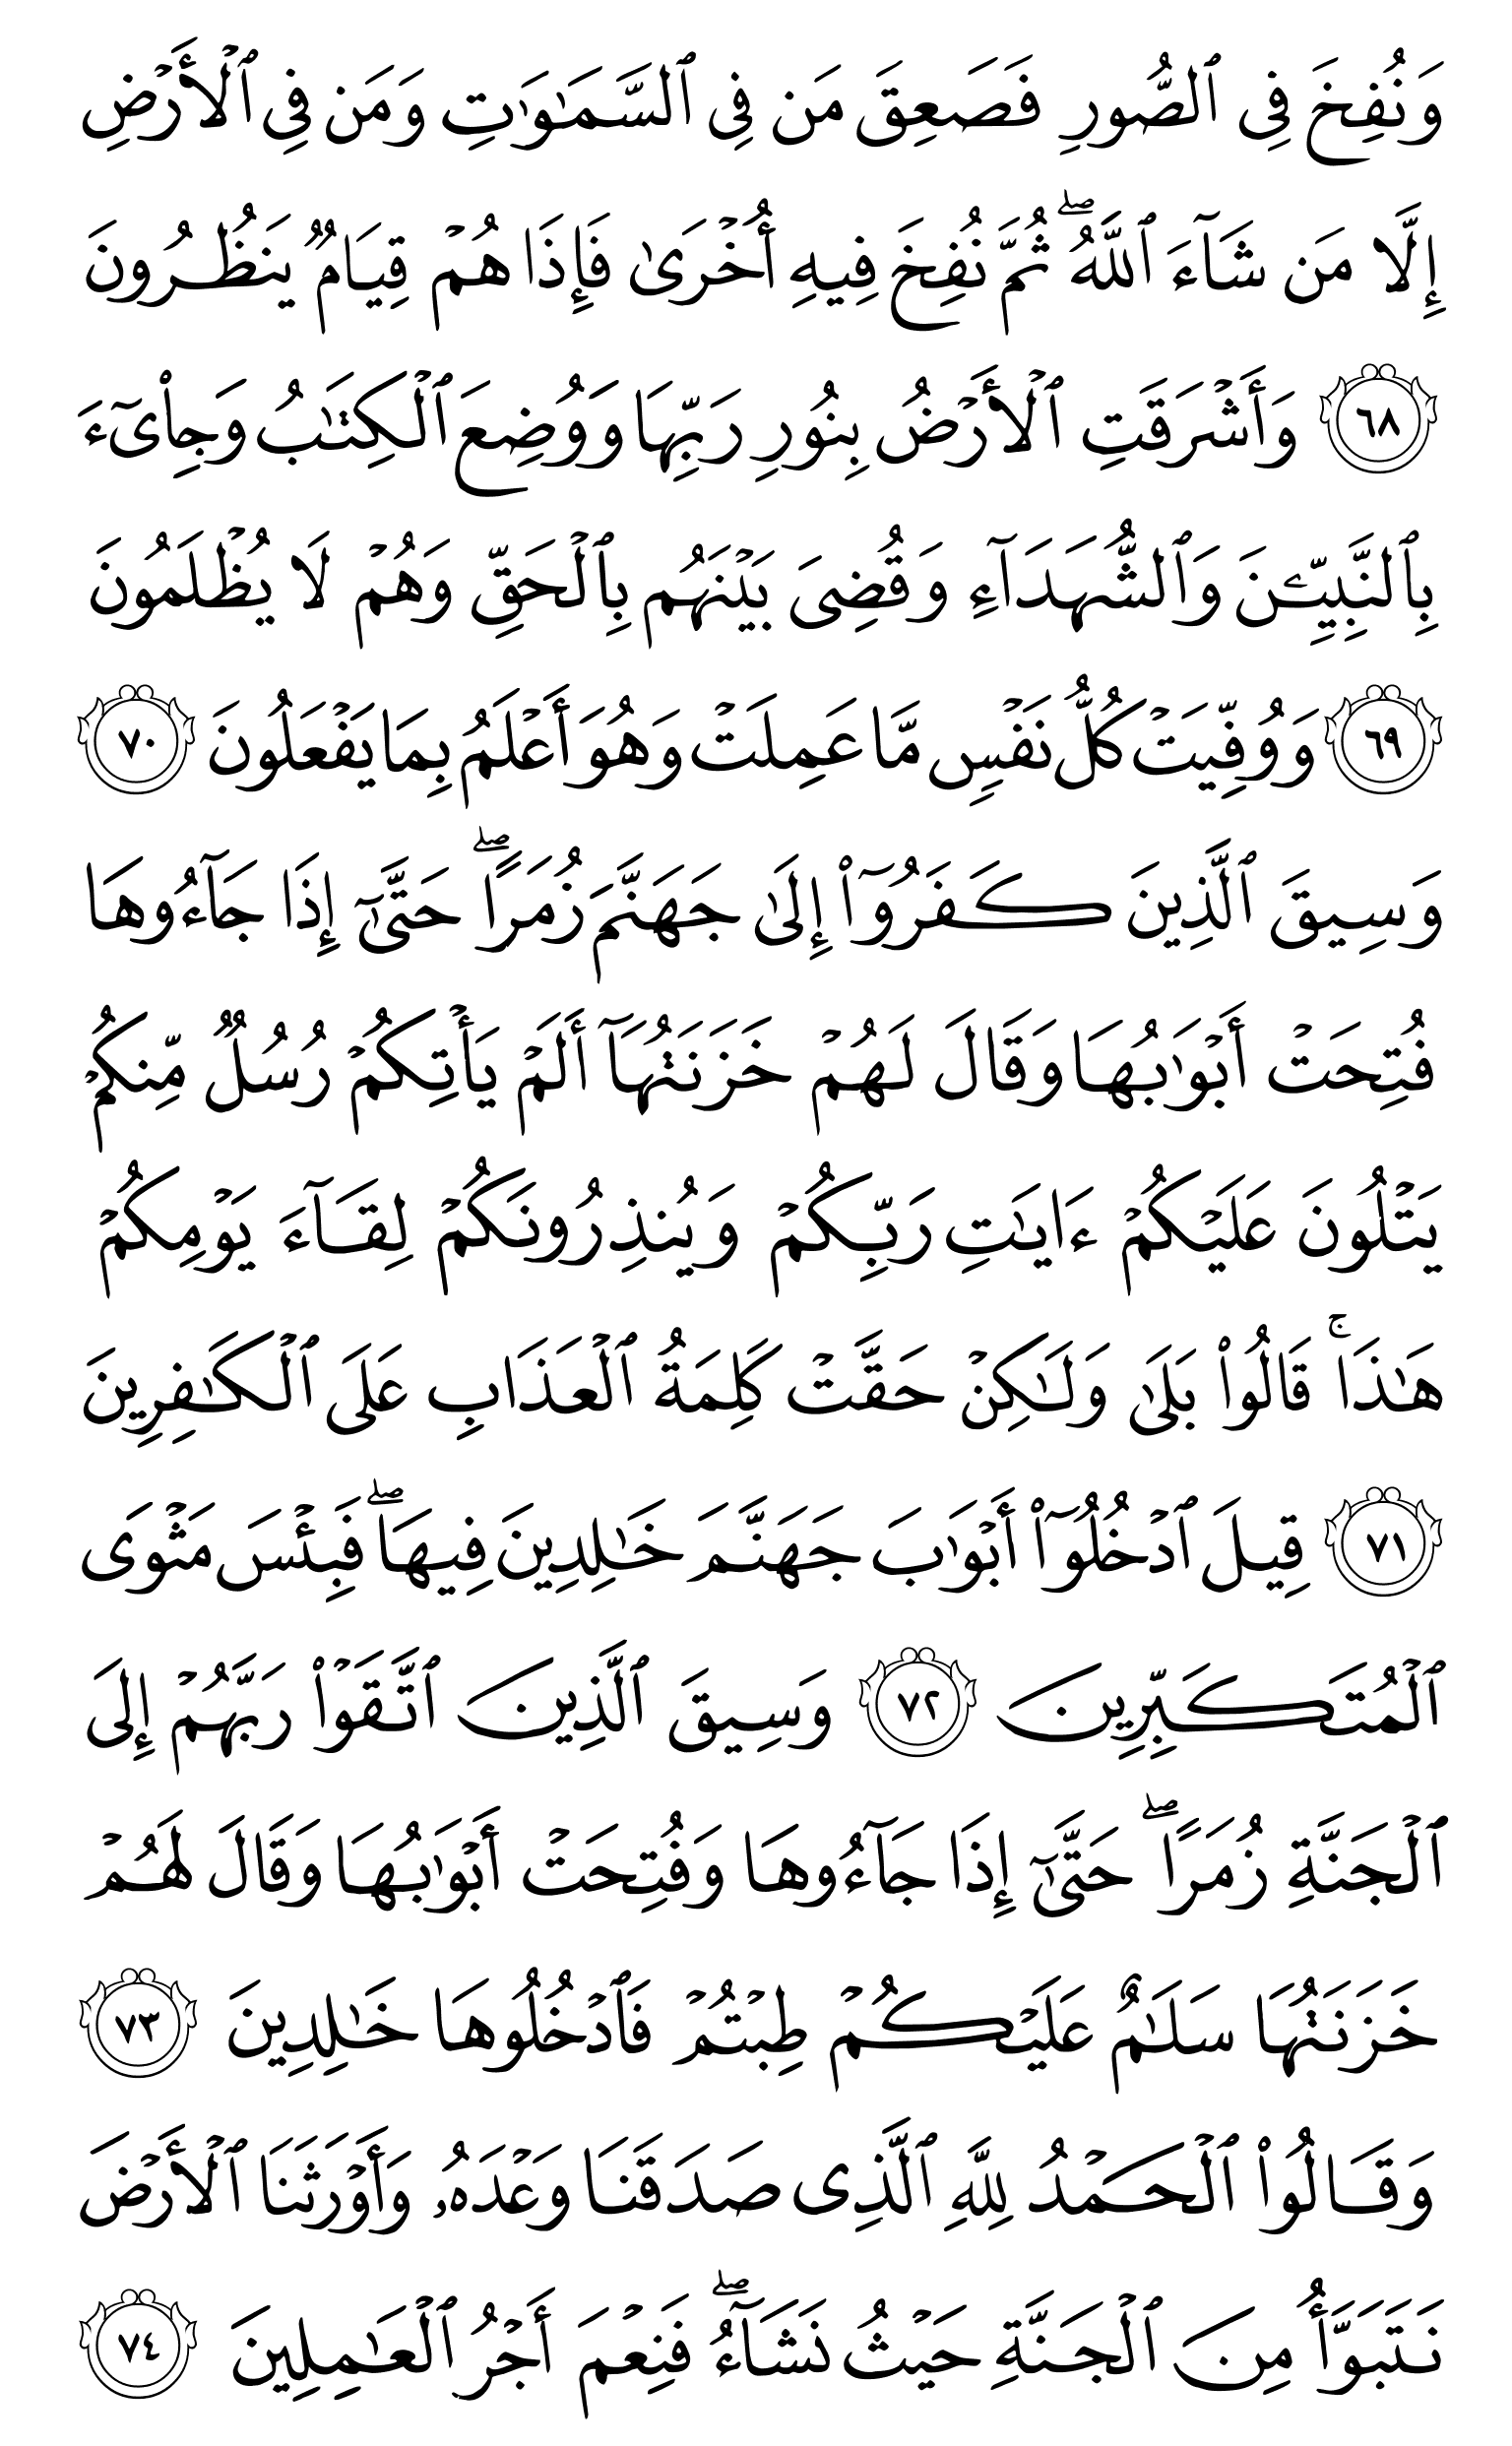 وَنُفِخَ فِى ٱلصُّورِ فَصَعِقَ مَن فِى ٱلسَّمَـٰوَٰتِ وَمَن فِى ٱلۡأَرۡضِ
إِلَّا مَن شَآءَ ٱللَّهُۖ ثُمَّ نُفِخَ فِيهِ أُخۡرَىٰ فَإِذَا هُمۡ قِيَامٌ يَنظُرُونَ
٦٨ وَأَشۡرَقَتِ ٱلۡأَرۡضُ بِنُورِ رَبِّهَا وَوُضِعَ ٱلۡكِتَـٰبُ وَجِا۟ىٓءَ
بِٱلنَّبِيِّـۧنَ وَٱلشُّهَدَآءِ وَقُضِىَ بَيۡنَهُم بِٱلۡحَقِّ وَهُمۡ لَا يُظۡلَمُونَ
٦٩ وَوُفِّيَتۡ كُلُّ نَفۡسٍ مَّا عَمِلَتۡ وَهُوَ أَعۡلَمُ بِمَا يَفۡعَلُونَ ٧٠
وَسِيقَ ٱلَّذِينَ كَفَرُوٓا۟ إِلَىٰ جَهَنَّمَ زُمَرًاۖ حَتَّىٰٓ إِذَا جَآءُوهَا
فُتِحَتۡ أَبۡوَٰبُهَا وَقَالَ لَهُمۡ خَزَنَتُهَآ أَلَمۡ يَأۡتِكُمۡ رُسُلٌ مِّنكُمۡ
يَتۡلُونَ عَلَيۡكُمۡ ءَايَـٰتِ رَبِّكُمۡ وَيُنذِرُونَكُمۡ لِقَآءَ يَوۡمِكُمۡ
هَـٰذَاۚ قَالُوا۟ بَلَىٰ وَلَـٰكِنۡ حَقَّتۡ كَلِمَةُ ٱلۡعَذَابِ عَلَى ٱلۡكَـٰفِرِينَ
٧١ قِيلَ ٱدۡخُلُوٓا۟ أَبۡوَٰبَ جَهَنَّمَ خَـٰلِدِينَ فِيهَاۖ فَبِئۡسَ مَثۡوَى
ٱلۡمُتَكَبِّرِينَ ٧٢ وَسِيقَ ٱلَّذِينَ ٱتَّقَوۡا۟ رَبَّهُمۡ إِلَى
ٱلۡجَنَّةِ زُمَرًاۖ حَتَّىٰٓ إِذَا جَآءُوهَا وَفُتِحَتۡ أَبۡوَٰبُهَا وَقَالَ لَهُمۡ
خَزَنَتُهَا سَلَـٰمٌ عَلَيۡكُمۡ طِبۡتُمۡ فَٱدۡخُلُوهَا خَـٰلِدِينَ ٧٣
وَقَالُوا۟ ٱلۡحَمۡدُ لِلَّهِ ٱلَّذِى صَدَقَنَا وَعۡدَهُۥ وَأَوۡرَثَنَا ٱلۡأَرۡضَ
نَتَبَوَّأُ مِنَ ٱلۡجَنَّةِ حَيۡثُ نَشَآءُۖ فَنِعۡمَ أَجۡرُ ٱلۡعَـٰمِلِينَ ٧٤